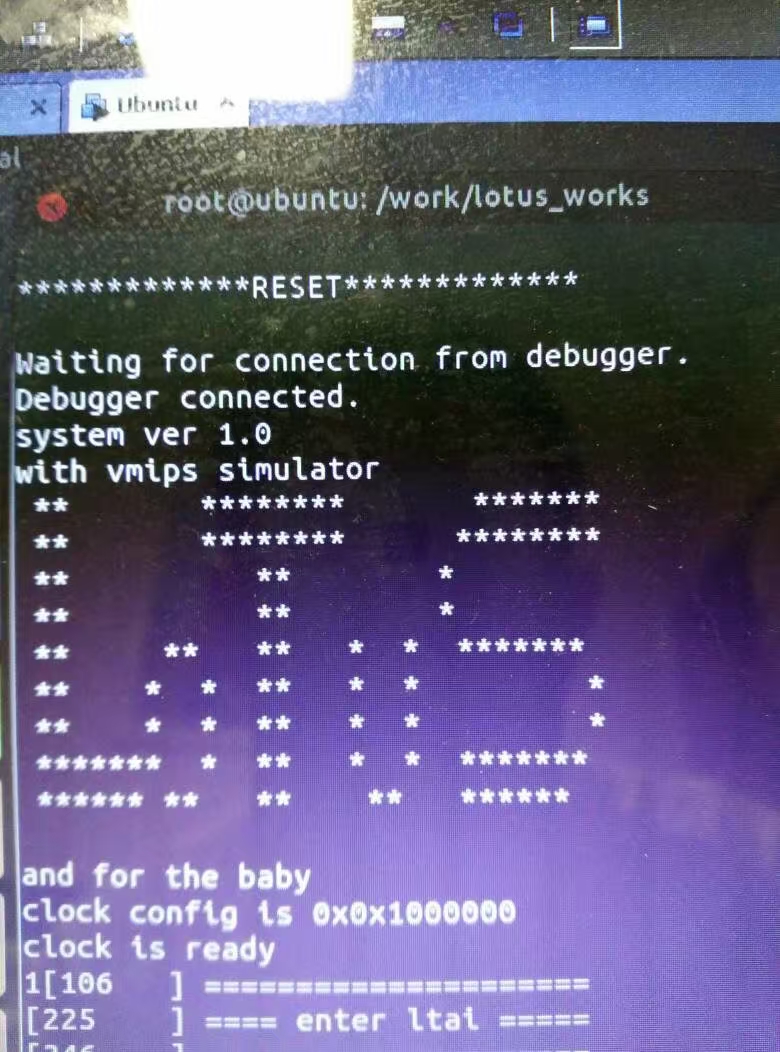 Ubuntu
al
root@ubuntu: /work/lotus_works
*************RESET*************
Waiting for connection from debugger.
Debugger connected.
system ver 1.0
with vmips simulator
 **       ********       *******
 **       ********      ********
 **          **        *
 **          **        *
 **     **   **   *  *  *******
 **    *  *  **   *  *         *
 **    *  *  **   *  *         *
 *******  *  **   *  *  *******
 ****** **   **    **   ******
and for the baby
clock config is 0x0x1000000
clock is ready
1[106   ] =====================
[225    ] ==== enter ltai =====